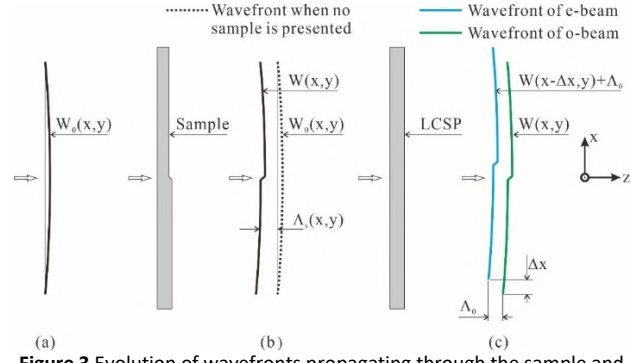 Wavefront when no
sample is presented
Wavefront of e-beam
Wavefront of o-beam
W(x,y)
W(x-Δx,y)+Λ₀
W₀(x,y)
Sample
W₀(x,y)
LCSP
W(x,y)
x
z
Λₛ(x,y)
Δx
Λ₀
(a)
(b)
(c)
Figure 3 Evolution of wavefronts propagating through the sample and